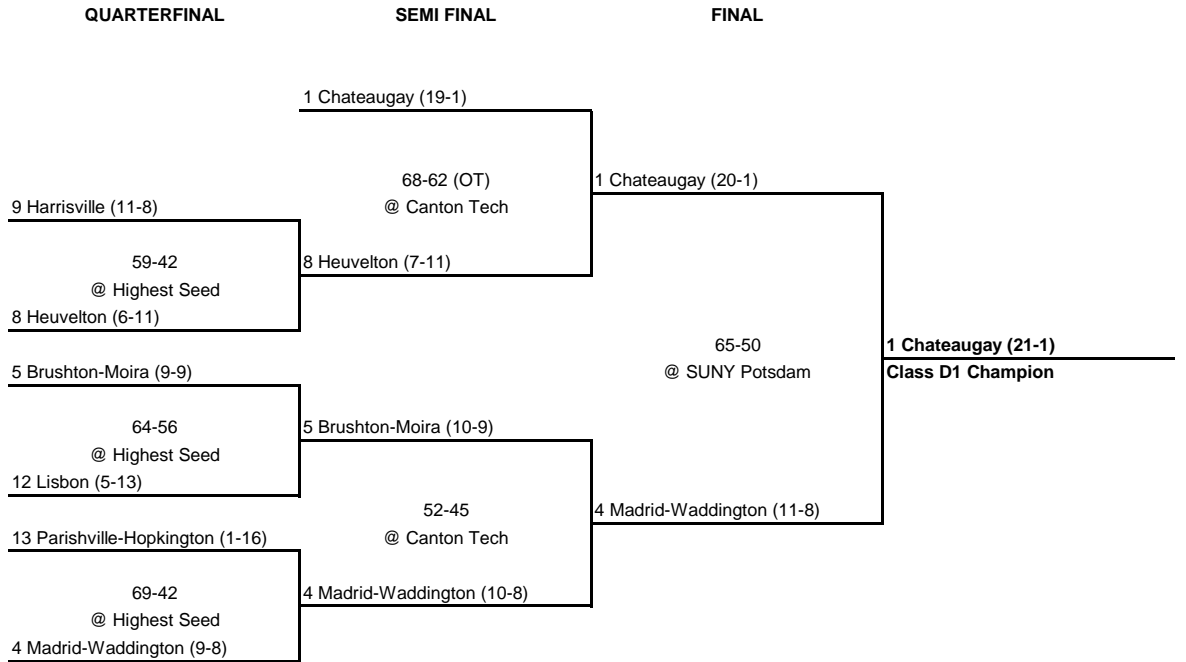 QUARTERFINAL SEMI FINAL FINAL
1 Chateaugay (19-1)
68-62 (OT)
@ Canton Tech
1 Chateaugay (20-1)
9 Harrisville (11-8)
59-42
@ Highest Seed
8 Heuvelton (7-11)
8 Heuvelton (6-11)
65-50
@ SUNY Potsdam
1 Chateaugay (21-1)
Class D1 Champion
5 Brushton-Moira (9-9)
64-56
@ Highest Seed
5 Brushton-Moira (10-9)
12 Lisbon (5-13)
52-45
@ Canton Tech
4 Madrid-Waddington (11-8)
13 Parishville-Hopkington (1-16)
69-42
@ Highest Seed
4 Madrid-Waddington (10-8)
4 Madrid-Waddington (9-8)